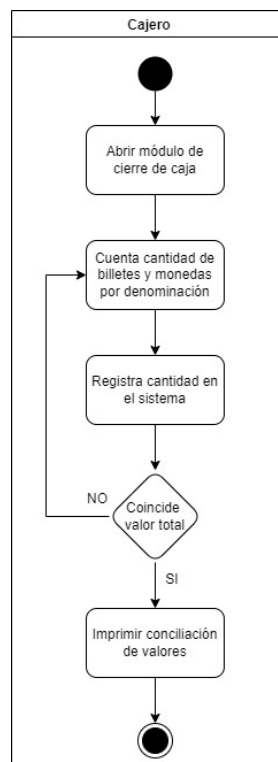 Cajero
Abrir módulo de
cierre de caja
Cuenta cantidad de
billetes y monedas
por denominación
Registra cantidad en
el sistema
Coincide
valor total
NO
SI
Imprimir conciliación
de valores